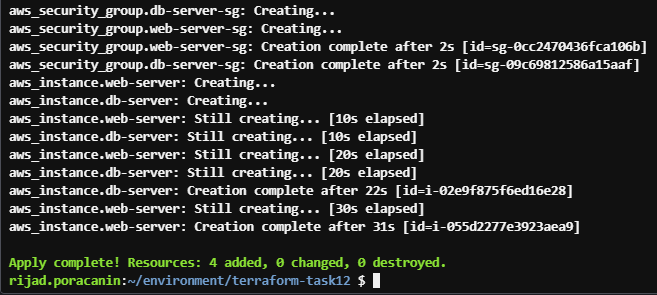 aws_security_group.db-server-sg: Creating...
aws_security_group.web-server-sg: Creating...
aws_security_group.web-server-sg: Creation complete after 2s [id=sg-0cc2470436fca106b]
aws_security_group.db-server-sg: Creation complete after 2s [id=sg-09c69812586a15aaf]
aws_instance.web-server: Creating...
aws_instance.db-server: Creating...
aws_instance.web-server: Still creating... [10s elapsed]
aws_instance.db-server: Still creating... [10s elapsed]
aws_instance.web-server: Still creating... [20s elapsed]
aws_instance.db-server: Still creating... [20s elapsed]
aws_instance.db-server: Creation complete after 22s [id=i-02e9f875f6ed16e28]
aws_instance.web-server: Still creating... [30s elapsed]
aws_instance.web-server: Creation complete after 31s [id=i-055d2277e3923aea9]
Apply complete! Resources: 4 added, 0 changed, 0 destroyed.
rijad.poracanin:~/environment/terraform-task12 $